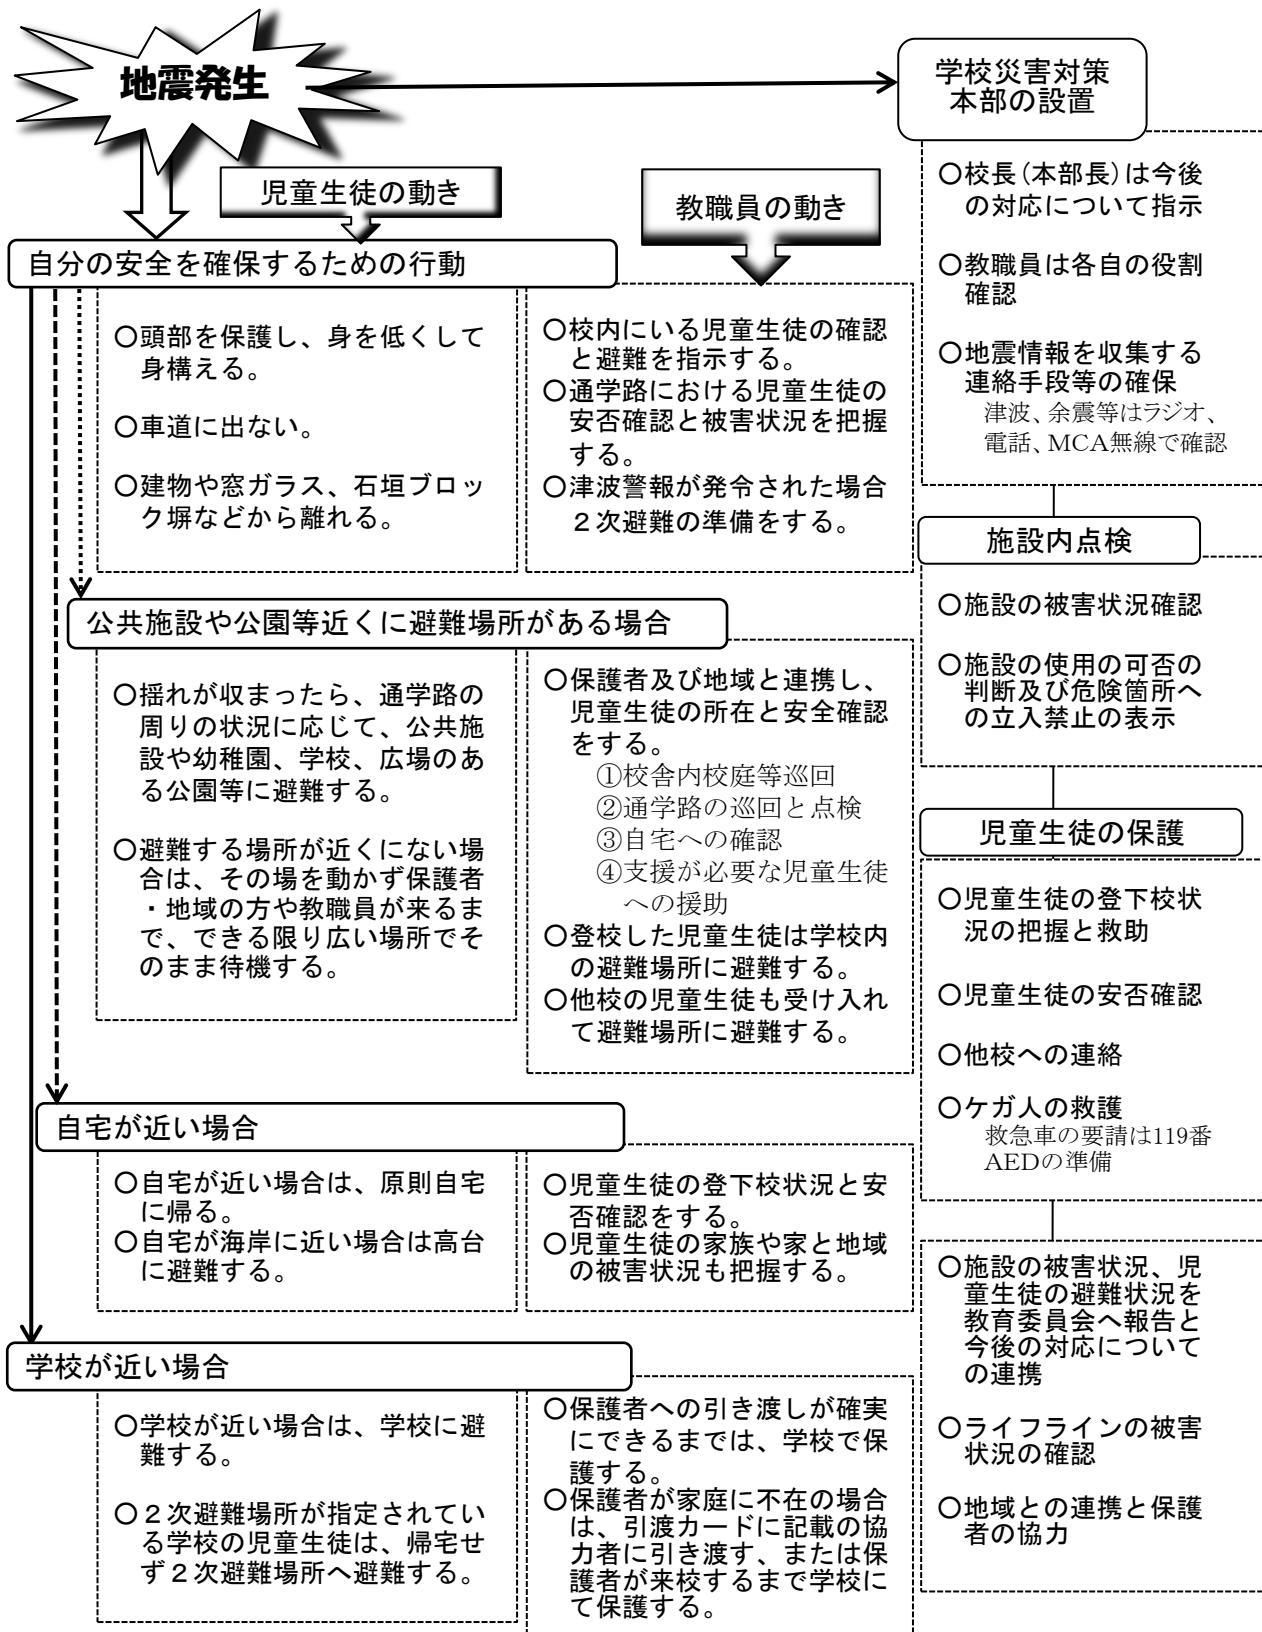 地震発生
学校災害対策
本部の設置
児童生徒の動き
教職員の動き
自分の安全を確保するための行動
〇頭部を保護し、身を低くして
身構える。
〇車道に出ない。
〇建物や窓ガラス、石垣ブロッ
ク塀などから離れる。
〇校内にいる児童生徒の確認
と避難を指示する。
〇通学路における児童生徒の
安否確認と被害状況を把握
する。
〇津波警報が発令された場合
２次避難の準備をする。
公共施設や公園等近くに避難場所がある場合
〇揺れが収まったら、通学路の
周りの状況に応じて、公共施
設や幼稚園、学校、広場のあ
る公園等に避難する。
〇避難する場所が近くにない場
合は、その場を動かず保護者
・地域の方や教職員が来るま
で、できる限り広い場所でそ
のまま待機する。
〇保護者及び地域と連携し、
児童生徒の所在と安全確認
をする。
①校舎内校庭等巡回
②通学路の巡回と点検
③自宅への確認
④支援が必要な児童生徒
への援助
〇登校した児童生徒は学校内
の避難場所に避難する。
〇他校の児童生徒も受け入れ
て避難場所に避難する。
自宅が近い場合
〇自宅が近い場合は、原則自宅
に帰る。
〇自宅が海岸に近い場合は高台
に避難する。
〇児童生徒の登下校状況と安
否確認をする。
〇児童生徒の家族や家と地域
の被害状況も把握する。
学校が近い場合
〇学校が近い場合は、学校に避
難する。
〇２次避難場所が指定されてい
る学校の児童生徒は、帰宅せ
ず２次避難場所へ避難する。
〇保護者への引き渡しが確実
にできるまでは、学校で保
護する。
〇保護者が家庭に不在の場合
は、引渡カードに記載の協
力者に引き渡す、または保
護者が来校するまで学校に
て保護する。
〇校長（本部長）は今後
の対応について指示
〇教職員は各自の役割
確認
〇地震情報を収集する
連絡手段等の確保
津波、余震等はラジオ、
電話、MCA無線で確認
施設内点検
〇施設の被害状況確認
〇施設の使用の可否の
判断及び危険箇所へ
の立入禁止の表示
児童生徒の保護
〇児童生徒の登下校状
況の把握と救助
〇児童生徒の安否確認
〇他校への連絡
〇ケガ人の救護
救急車の要請は119番
AEDの準備
〇施設の被害状況、児
童生徒の避難状況を
教育委員会へ報告と
今後の対応について
の連携
〇ライフラインの被害
状況の確認
〇地域との連携と保護
者の協力